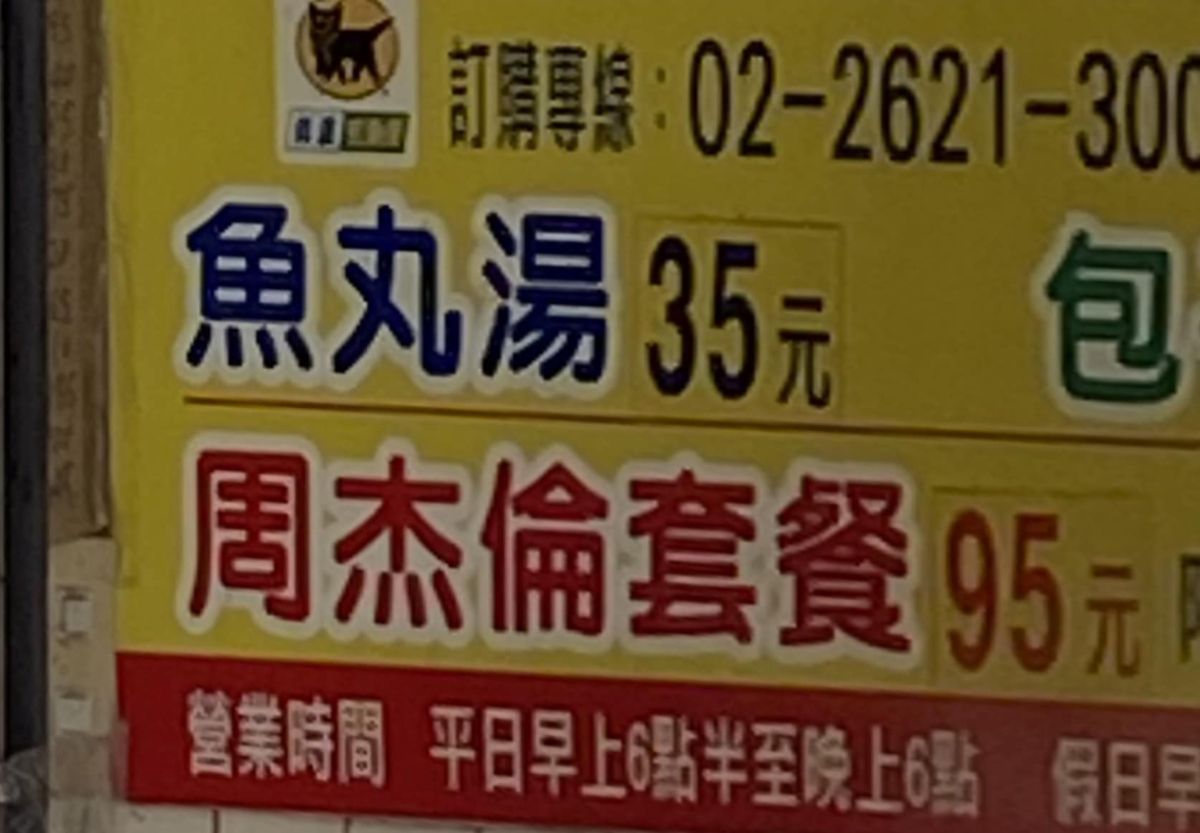 訂購專線：02-2621-300
魚丸湯 35元 包
周杰倫套餐 95元
營業時間 平日早上6點半至晚上6點 假日早